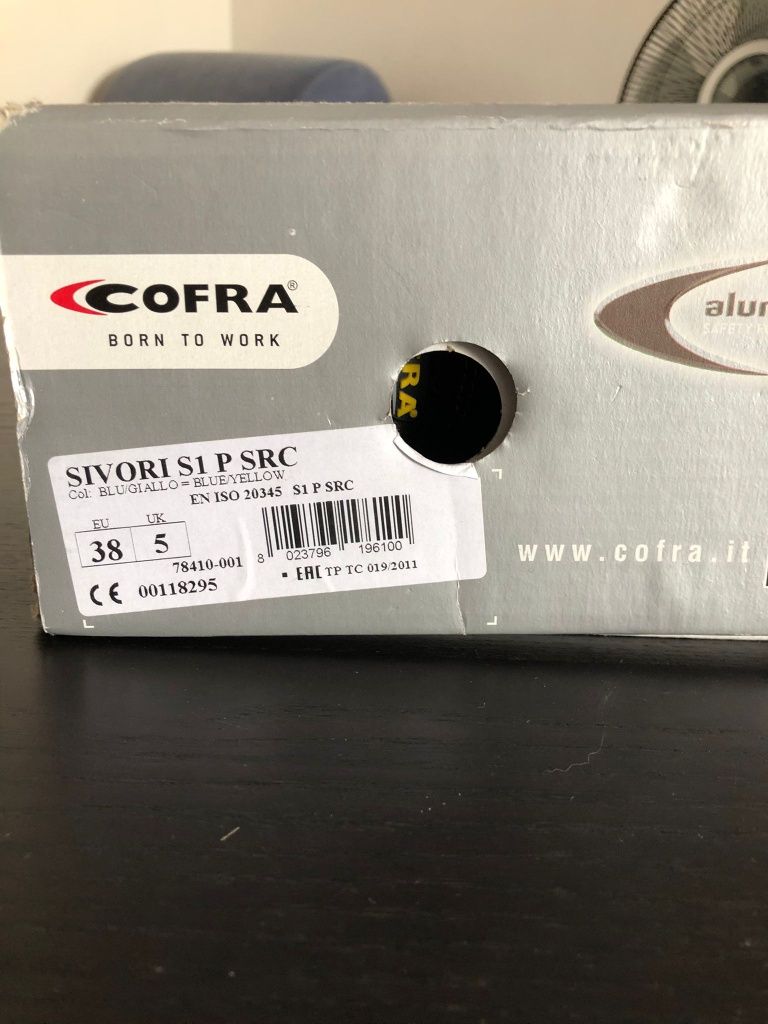 COFRA®
BORN TO WORK
SAFETY
RA®
SIVORI S1 P SRC
Col: BLU/GIALLO = BLUE/YELLOW
EN ISO 20345 S1 P SRC
EU UK
38 5
78410-001
8 023796 196100
CE 00118295
▪ EAC TP TC 019/2011
www.cofra.it